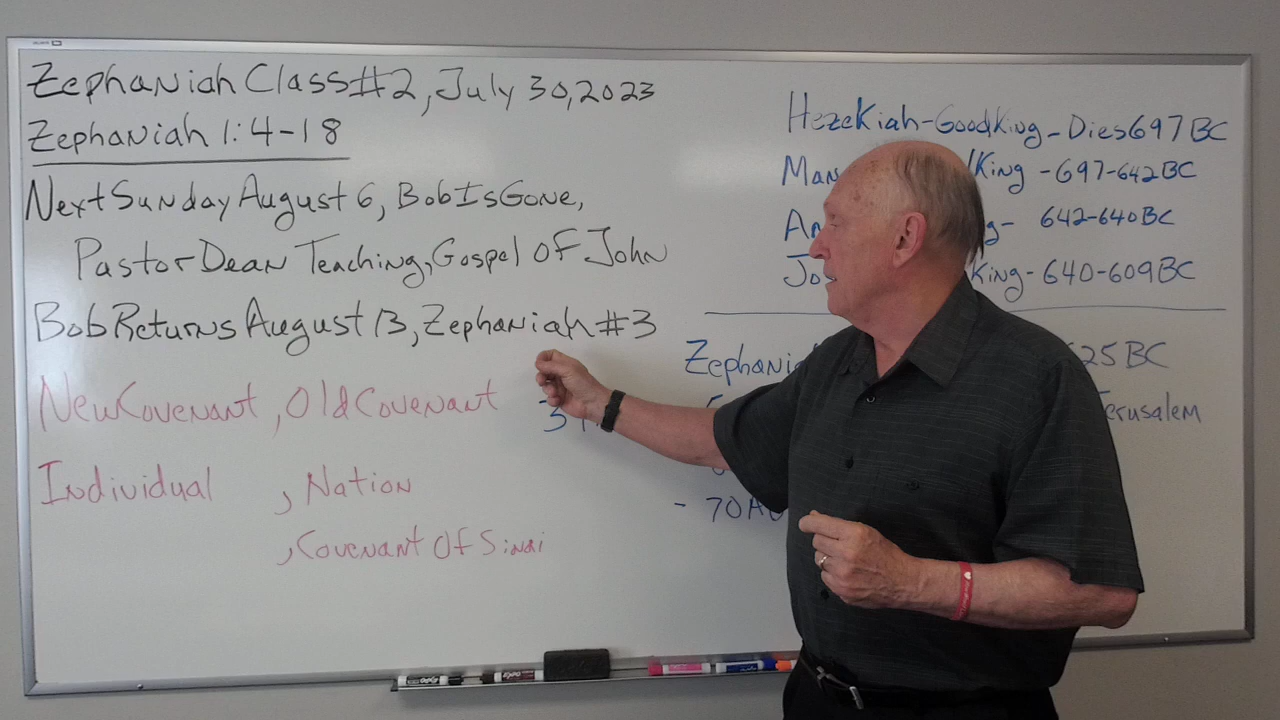 Zephaniah Class #2, July 30, 2023
Zephaniah 1:4-18
Next Sunday August 6, Bob Is Gone,
Pastor Dean Teaching, Gospel Of John
Bob Returns August 13, Zephaniah #3
New Covenant, Old Covenant
Individual, Nation
, Covenant Of Sinai
Hezekiah - Good King - Dies 697 BC
King - 697-642 BC
642-640 BC
King - 640-609 BC
25 BC
- 70